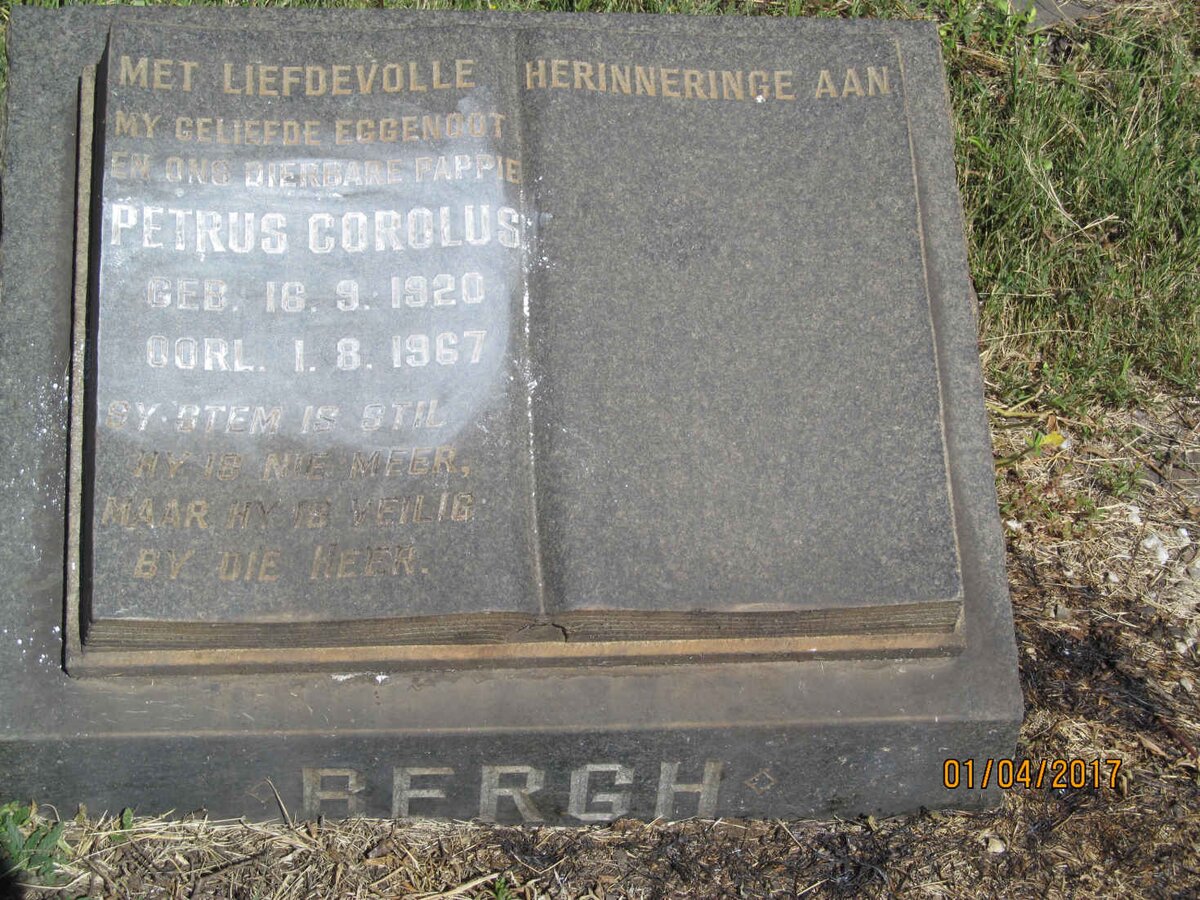 MET LIEFDEVOLLE HERINNERINGE AAN
MY GELIEFDE EGGENOOT
EN ONS DIERBARE PAPPIE
PETRUS COROLUS
GEB. 16. 9. 1920
OORL. 1. 8. 1967
SY STEM IS STIL
HY IS NIE MEER,
MAAR HY IS VEILIG
BY DIE HEER.
BERGH
01/04/2017